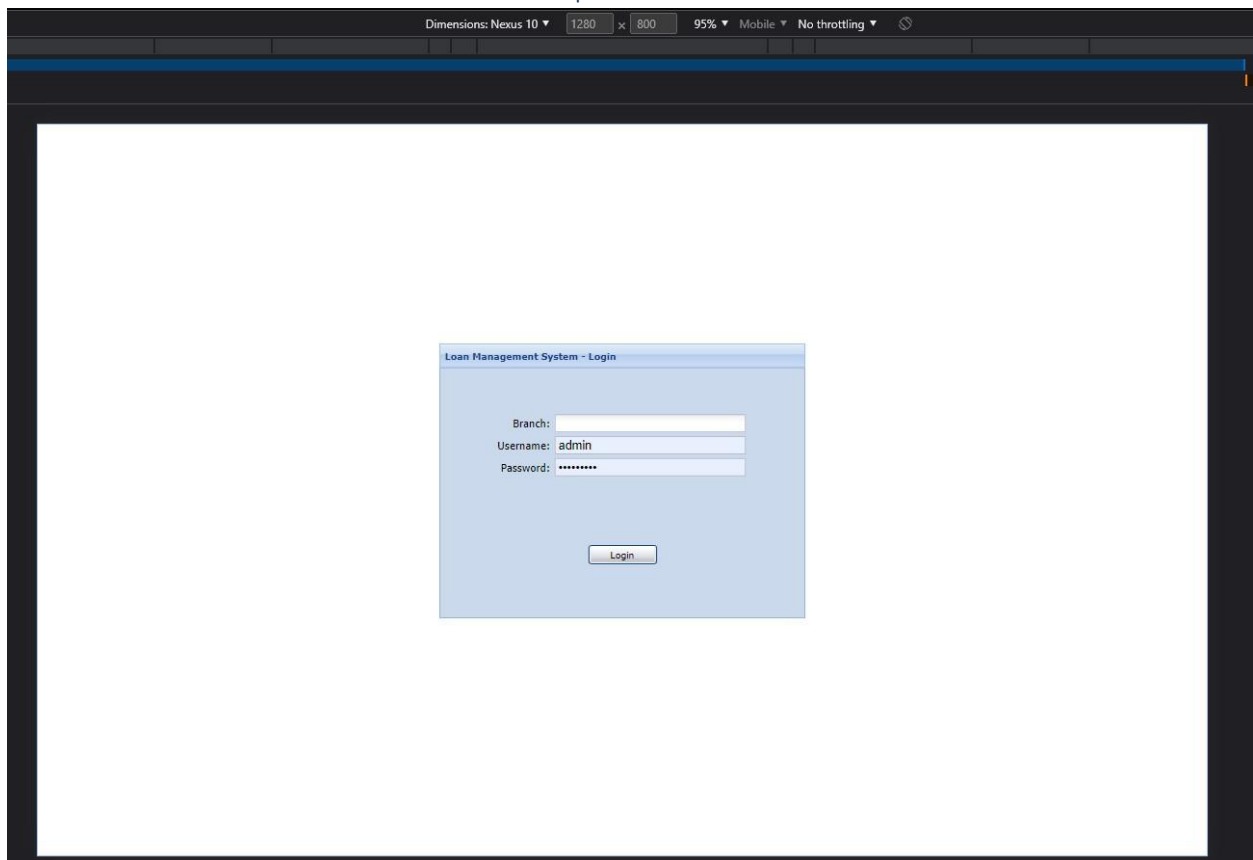 Dimensions: Nexus 10 ▼ 1280 × 800 95% ▼ Mobile ▼ No throttling ▼
Loan Management System - Login
Branch:
Username: admin
Password: •••••••••
Login